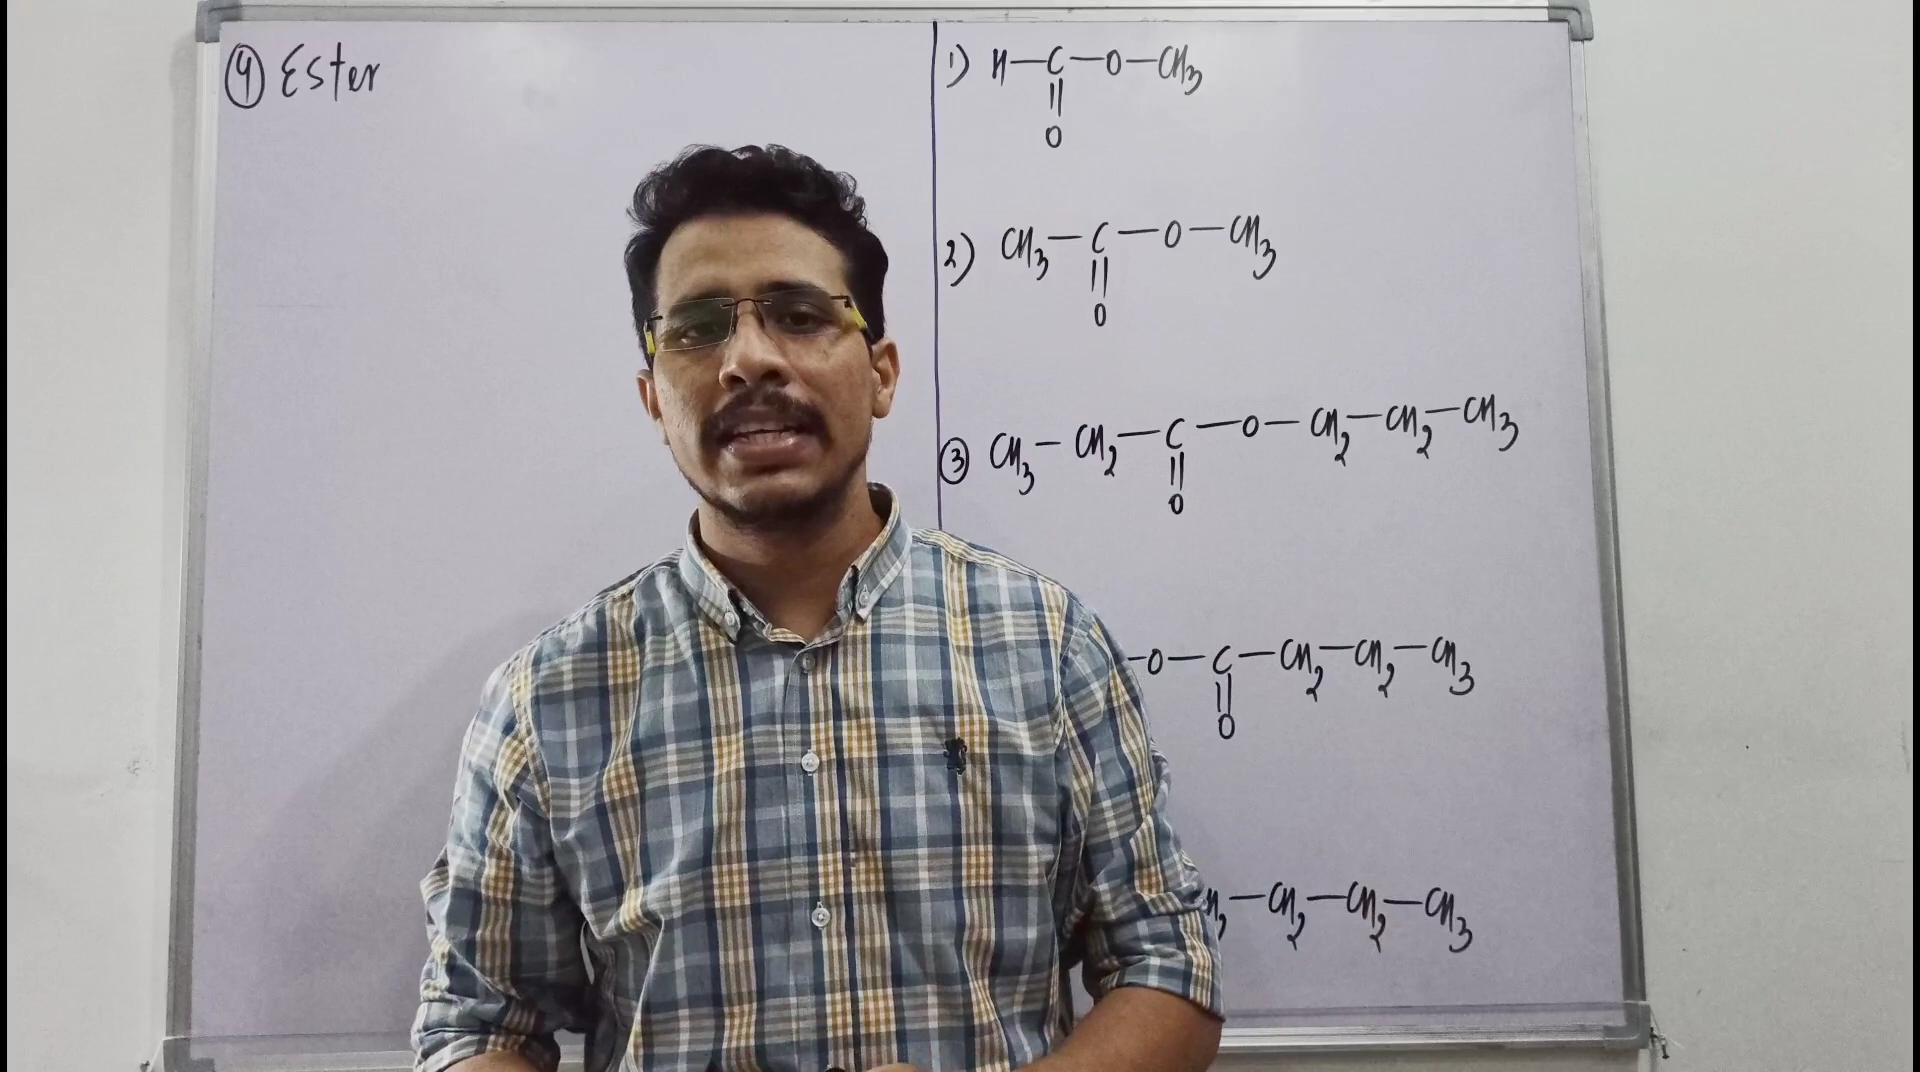 ④ Ester
1) H—C—O—CH3
||
O
2) CH3—C—O—CH3
||
O
③ CH3—CH2—C—O—CH2—CH2—CH3
||
O
—O—C—CH2—CH2—CH3
||
O
—CH2—CH2—CH3